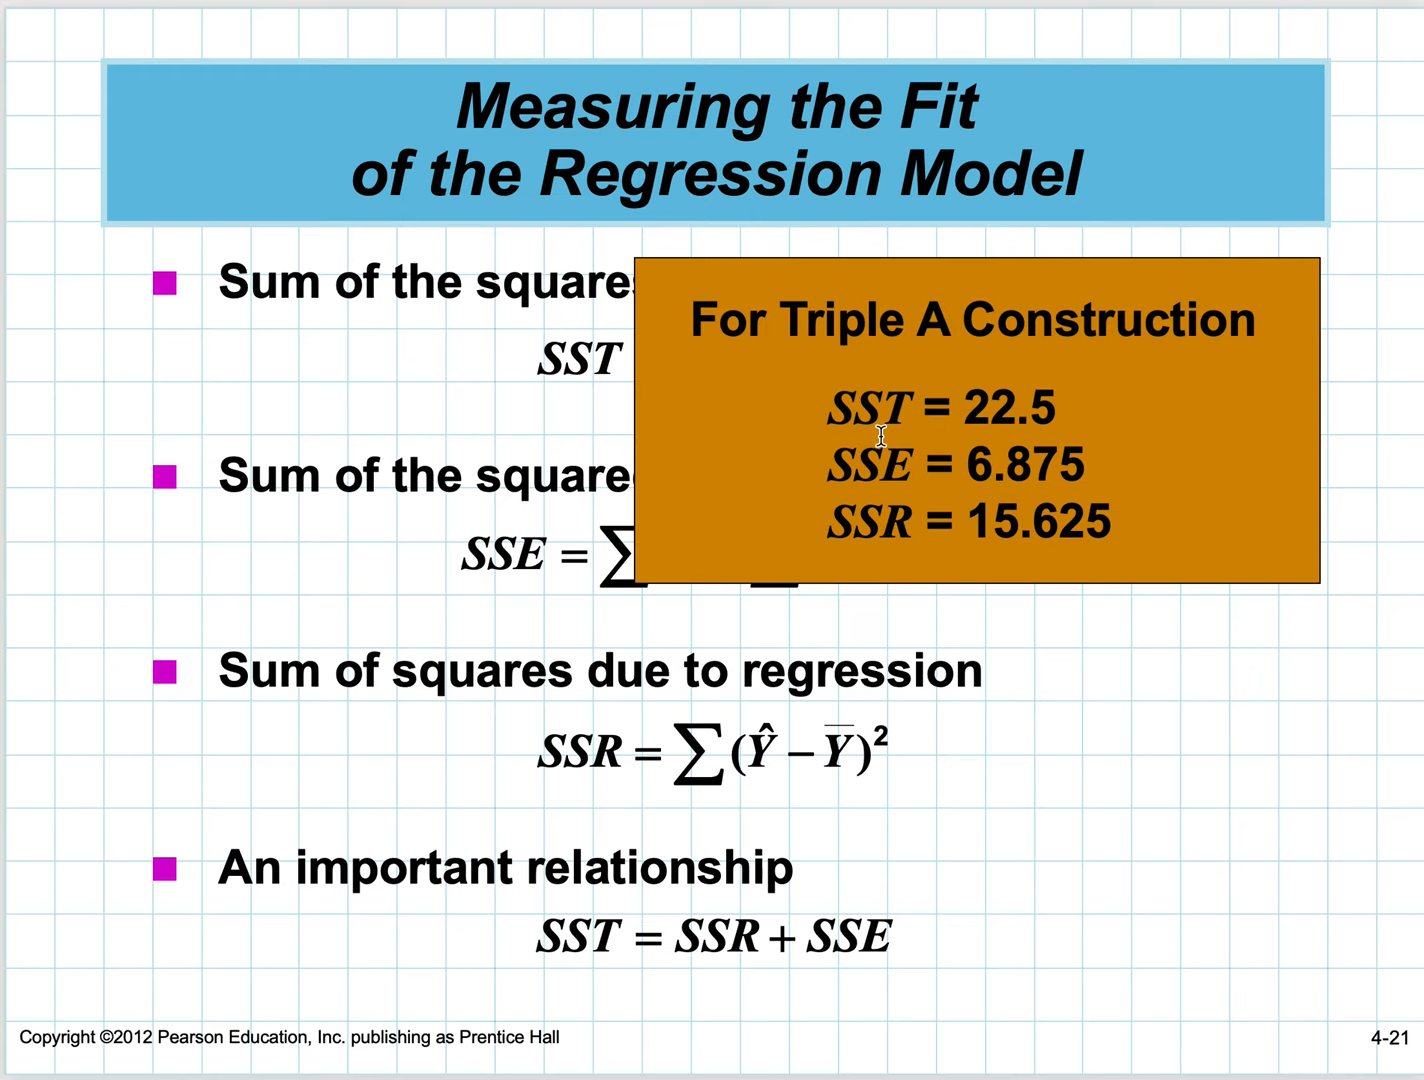 Measuring the Fit
of the Regression Model
Sum of the squares
SST
Sum of the squared
SSE = ∑
Sum of squares due to regression
SSR = ∑(Ŷ − Y̅)²
An important relationship
SST = SSR + SSE
For Triple A Construction
SST = 22.5
SSE = 6.875
SSR = 15.625
Copyright ©2012 Pearson Education, Inc. publishing as Prentice Hall
4-21